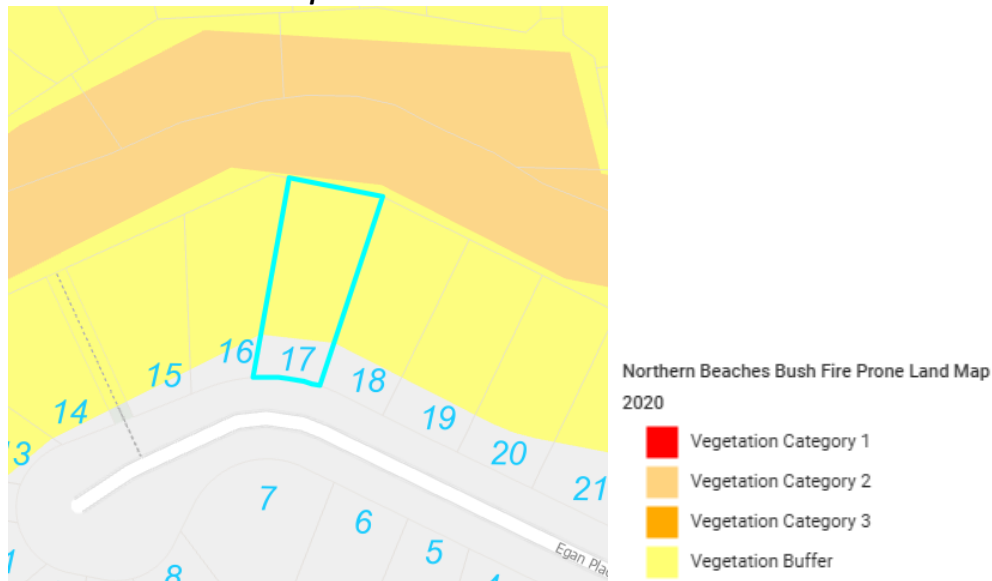 16
17
15
18
14
19
13
20
21
7
6
5
8
Egan Plac
Northern Beaches Bush Fire Prone Land Map
2020
Vegetation Category 1
Vegetation Category 2
Vegetation Category 3
Vegetation Buffer